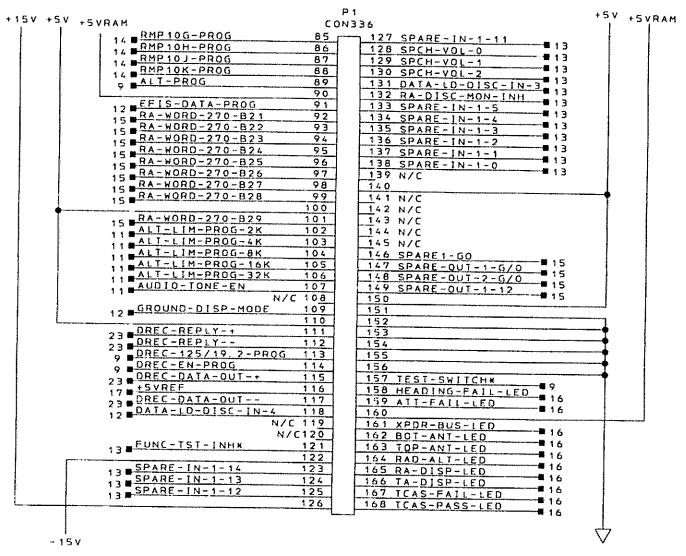 P1
CON336
+15V +5V +5VRAM
14 RMP10G-PROG 85
14 RMP10H-PROG 86
14 RMP10J-PROG 87
14 RMP10K-PROG 88
9 ALT-PROG 89
90
12 EFIS-DATA-PROG 91
15 RA-WORD-270-B21 92
15 RA-WORD-270-B22 93
15 RA-WORD-270-B23 94
15 RA-WORD-270-B24 95
15 RA-WORD-270-B25 96
15 RA-WORD-270-B26 97
15 RA-WORD-270-B27 98
15 RA-WORD-270-B28 99
100
15 RA-WORD-270-B29 101
11 ALT-LIM-PROG-2K 102
11 ALT-LIM-PROG-4K 103
11 ALT-LIM-PROG-8K 104
11 ALT-LIM-PROG-16K 105
11 ALT-LIM-PROG-32K 106
11 AUDIO-TONE-EN 107
N/C 108
12 GROUND-DISP-MODE 109
110
23 DREC-REPLY-+ 111
23 DREC-REPLY-- 112
9 DREC-125/19.2-PROG 113
9 DREC-EN-PROG 114
23 DREC-DATA-OUT-+ 115
17 +5VREF 116
23 DREC-DATA-OUT-- 117
12 DATA-LD-DISC-IN-4 118
N/C 119
N/C 120
13 FUNC-TST-INH* 121
122
13 SPARE-IN-1-14 123
13 SPARE-IN-1-13 124
13 SPARE-IN-1-12 125
126
-15V
+5V +5VRAM
127 SPARE-IN-1-11 13
128 SPCH-VOL-0 13
129 SPCH-VOL-1 13
130 SPCH-VOL-2 13
131 DATA-LD-DISC-IN-3 13
132 RA-DISC-MON-INH 13
133 SPARE-IN-1-5 13
134 SPARE-IN-1-4 13
135 SPARE-IN-1-3 13
136 SPARE-IN-1-2 13
137 SPARE-IN-1-1 13
138 SPARE-IN-1-0 13
139 N/C
140
141 N/C
142 N/C
143 N/C
144 N/C
145 N/C
146 SPARE1-GO 15
147 SPARE-OUT-1-G/O 15
148 SPARE-OUT-2-G/O 15
149 SPARE-OUT-1-12 15
150
151
152
153
154
155
156
157 TEST-SWITCH* 9
158 HEADING-FAIL-LED 16
159 ATT-FAIL-LED 16
160
161 XPDR-BUS-LED 16
162 BOT-ANT-LED 16
163 TOP-ANT-LED 16
164 RAD-ALT-LED 16
165 RA-DISP-LED 16
166 TA-DISP-LED 16
167 TCAS-FAIL-LED 16
168 TCAS-PASS-LED 16